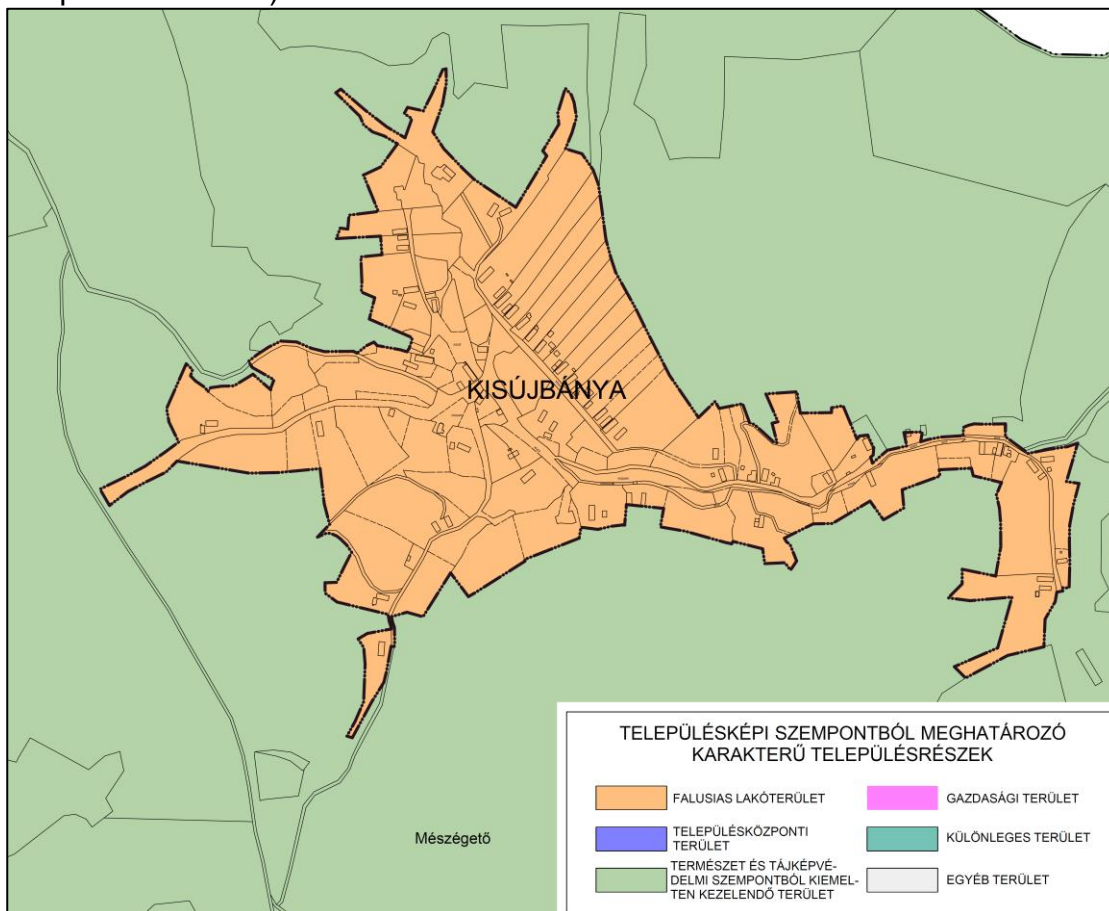 KISÚJBÁNYA
Mészégető
TELEPÜLÉSKÉPI SZEMPONTBÓL MEGHATÁROZÓ
KARAKTERŰ TELEPÜLÉSRÉSZEK
FALUSIAS LAKÓTERÜLET
GAZDASÁGI TERÜLET
TELEPÜLÉSKÖZPONTI
TERÜLET
KÜLÖNLEGES TERÜLET
TERMÉSZET ÉS TÁJKÉPVÉ-
DELMI SZEMPONTBÓL KIEMEL-
TEN KEZELENDŐ TERÜLET
EGYÉB TERÜLET